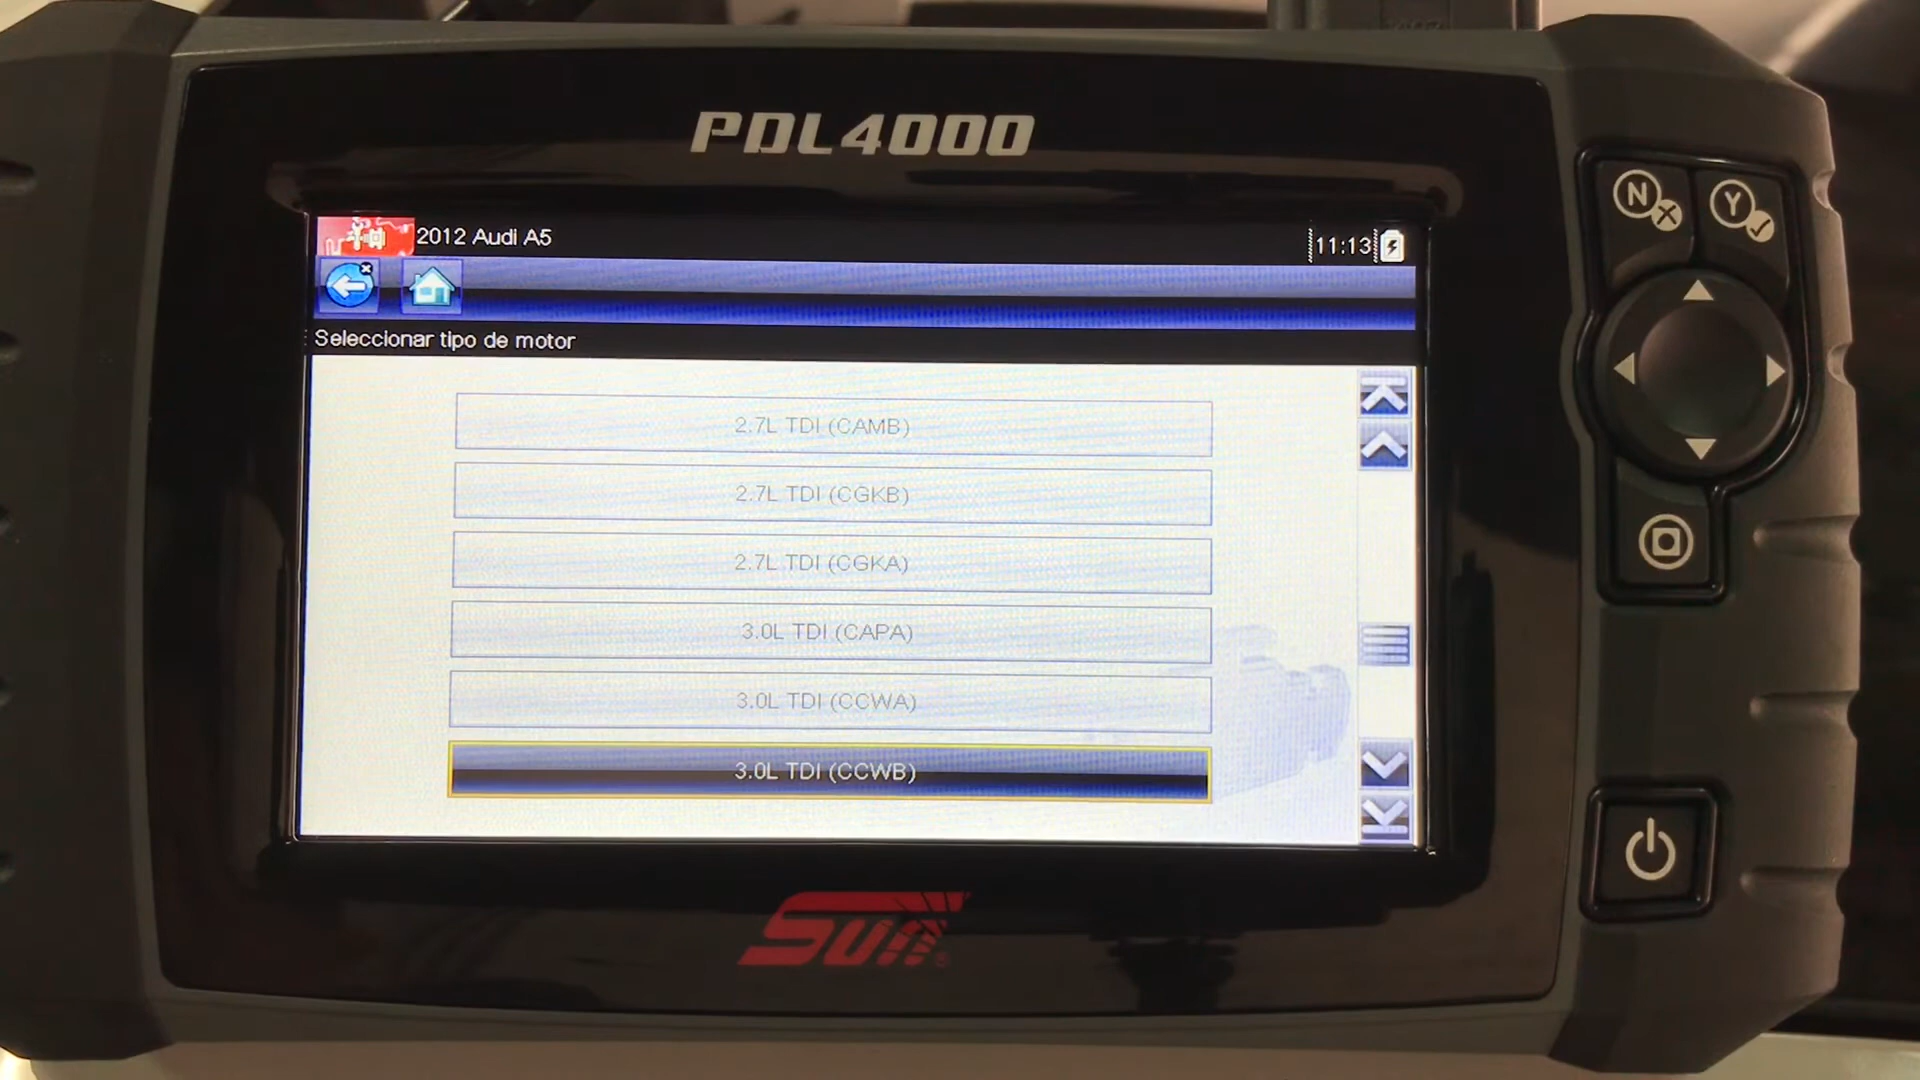 PDL4000
2012 Audi A5
11:13
Seleccionar tipo de motor
2.7L TDI (CAMB)
2.7L TDI (CGKB)
2.7L TDI (CGKA)
3.0L TDI (CAPA)
3.0L TDI (CCWA)
3.0L TDI (CCWB)
Sun®
N
Y